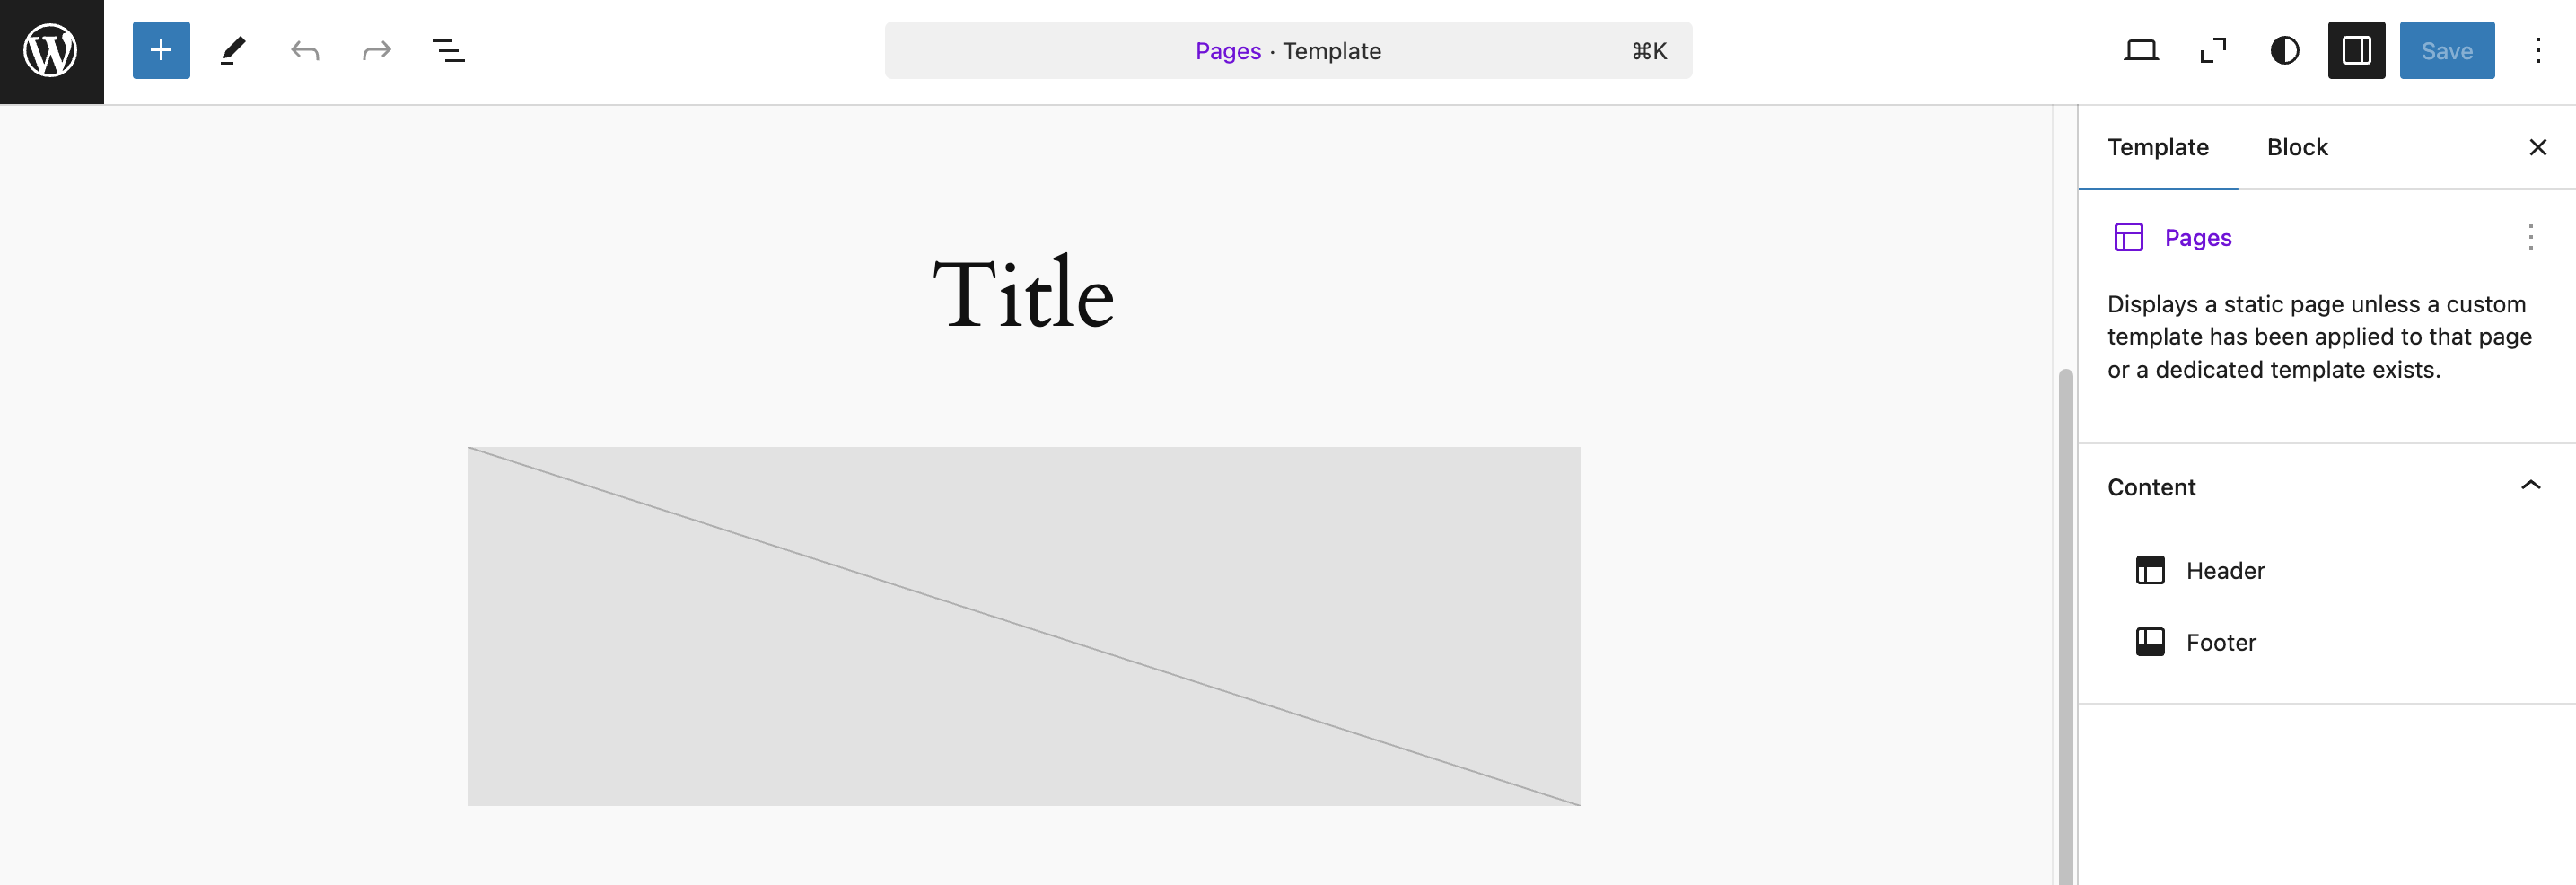 Pages · Template ⌘K
Save
Template Block
Pages
Displays a static page unless a custom
template has been applied to that page
or a dedicated template exists.
Content
Header
Footer
Title